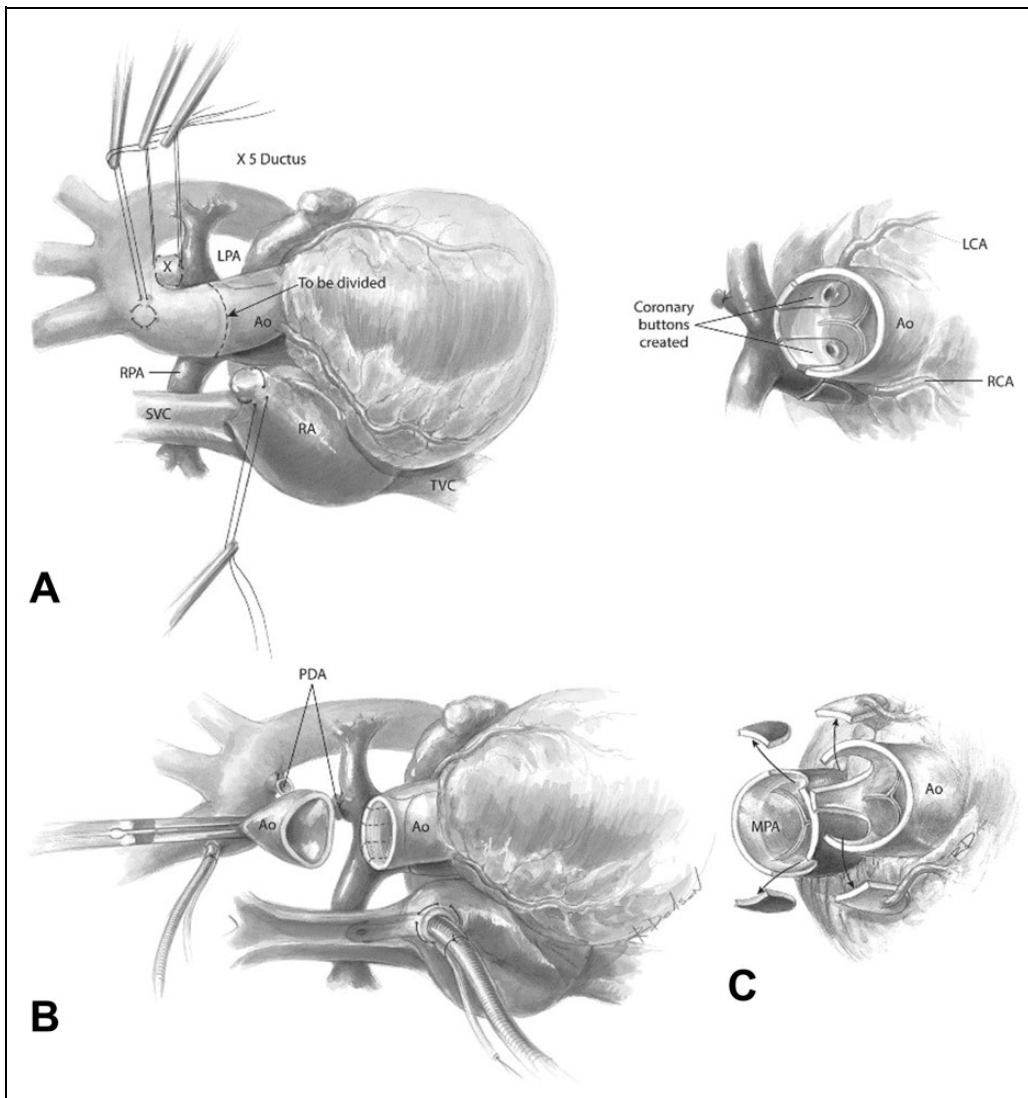 X 5 Ductus
X
LPA
To be divided
Ao
RPA
SVC
RA
TVC
A
LCA
Coronary
buttons
created
Ao
RCA
PDA
Ao
Ao
B
MPA
Ao
C